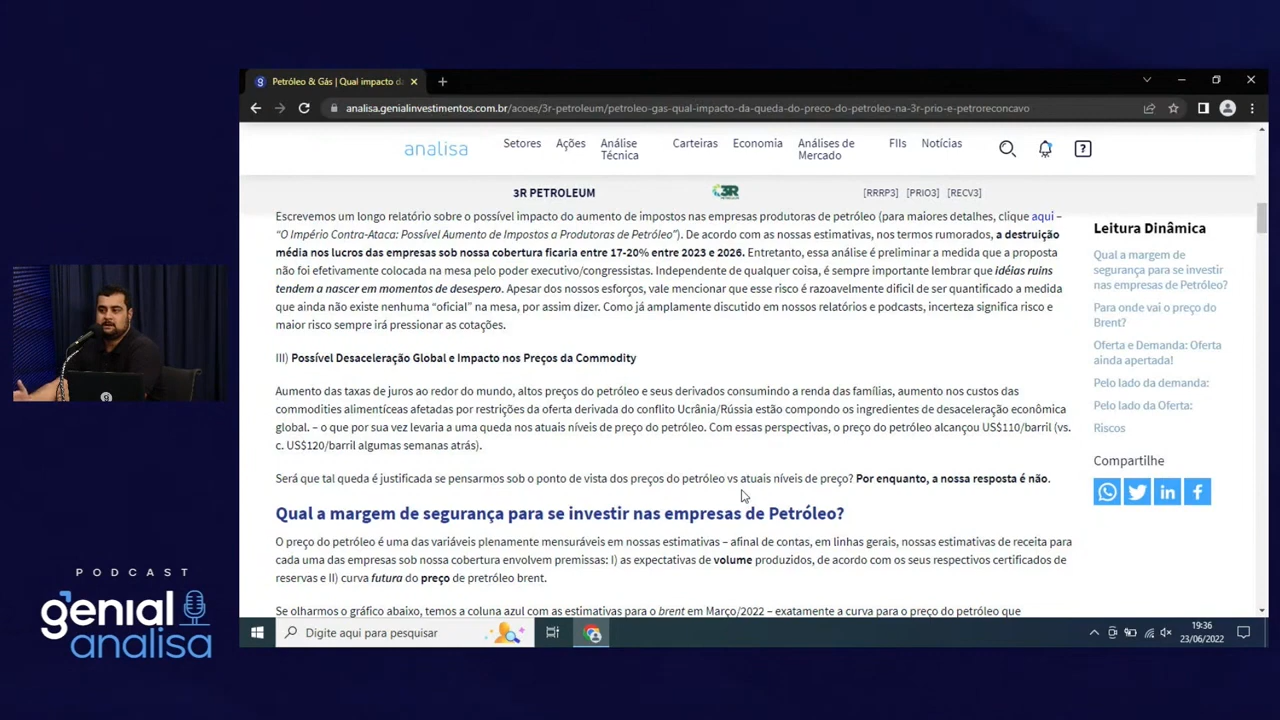 Petróleo & Gás | Qual impacto da
analisa.genialinvestimentos.com.br/acoes/3r-petroleum/petroleo-gas-qual-impacto-da-queda-do-preco-do-petroleo-na-3r-prio-e-petroreconcavo
analisa
Setores
Ações
Análise
Técnica
Carteiras
Economia
Análises de
Mercado
FIIs
Notícias
3R PETROLEUM
3R
PETROLEUM
[RRRP3] [PRIO3] [RECV3]
Escrevemos um longo relatório sobre o possível impacto do aumento de impostos nas empresas produtoras de petróleo (para maiores detalhes, clique aqui –
“O Império Contra-Ataca: Possível Aumento de Impostos a Produtoras de Petróleo”). De acordo com as nossas estimativas, nos termos rumorados, a destruição
média nos lucros das empresas sob nossa cobertura ficaria entre 17-20% entre 2023 e 2026. Entretanto, essa análise é preliminar a medida que a proposta
não foi efetivamente colocada na mesa pelo poder executivo/congressistas. Independente de qualquer coisa, é sempre importante lembrar que idéias ruins
tendem a nascer em momentos de desespero. Apesar dos nossos esforços, vale mencionar que esse risco é razoavelmente dificil de ser quantificado a medida
que ainda não existe nenhuma “oficial” na mesa, por assim dizer. Como já amplamente discutido em nossos relatórios e podcasts, incerteza significa risco e
maior risco sempre irá pressionar as cotações.
III) Possível Desaceleração Global e Impacto nos Preços da Commodity
Aumento das taxas de juros ao redor do mundo, altos preços do petróleo e seus derivados consumindo a renda das famílias, aumento nos custos das
commodities alimentíceas afetadas por restrições da oferta derivada do conflito Ucrânia/Rússia estão compondo os ingredientes de desaceleração econômica
global. – o que por sua vez levaria a uma queda nos atuais níveis de preço do petróleo. Com essas perspectivas, o preço do petróleo alcançou US$110/barril (vs.
c. US$120/barril algumas semanas atrás).
Será que tal queda é justificada se pensarmos sob o ponto de vista dos preços do petróleo vs atuais níveis de preço? Por enquanto, a nossa resposta é não.
Qual a margem de segurança para se investir nas empresas de Petróleo?
O preço do petróleo é uma das variáveis plenamente mensuráveis em nossas estimativas – afinal de contas, em linhas gerais, nossas estimativas de receita para
cada uma das empresas sob nossa cobertura envolvem premissas: I) as expectativas de volume produzidos, de acordo com os seus respectivos certificados de
reservas e II) curva futura do preço de pretróleo brent.
Se olharmos o gráfico abaixo, temos a coluna azul com as estimativas para o brent em Março/2022 – exatamente a curva para o preço do petróleo que
Leitura Dinâmica
Qual a margem de
segurança para se investir
nas empresas de Petróleo?
Para onde vai o preço do
Brent?
Oferta e Demanda: Oferta
ainda apertada!
Pelo lado da demanda:
Pelo lado da Oferta:
Riscos
Compartilhe
PODCAST
genial
analisa
Digite aqui para pesquisar
19:36
23/06/2022